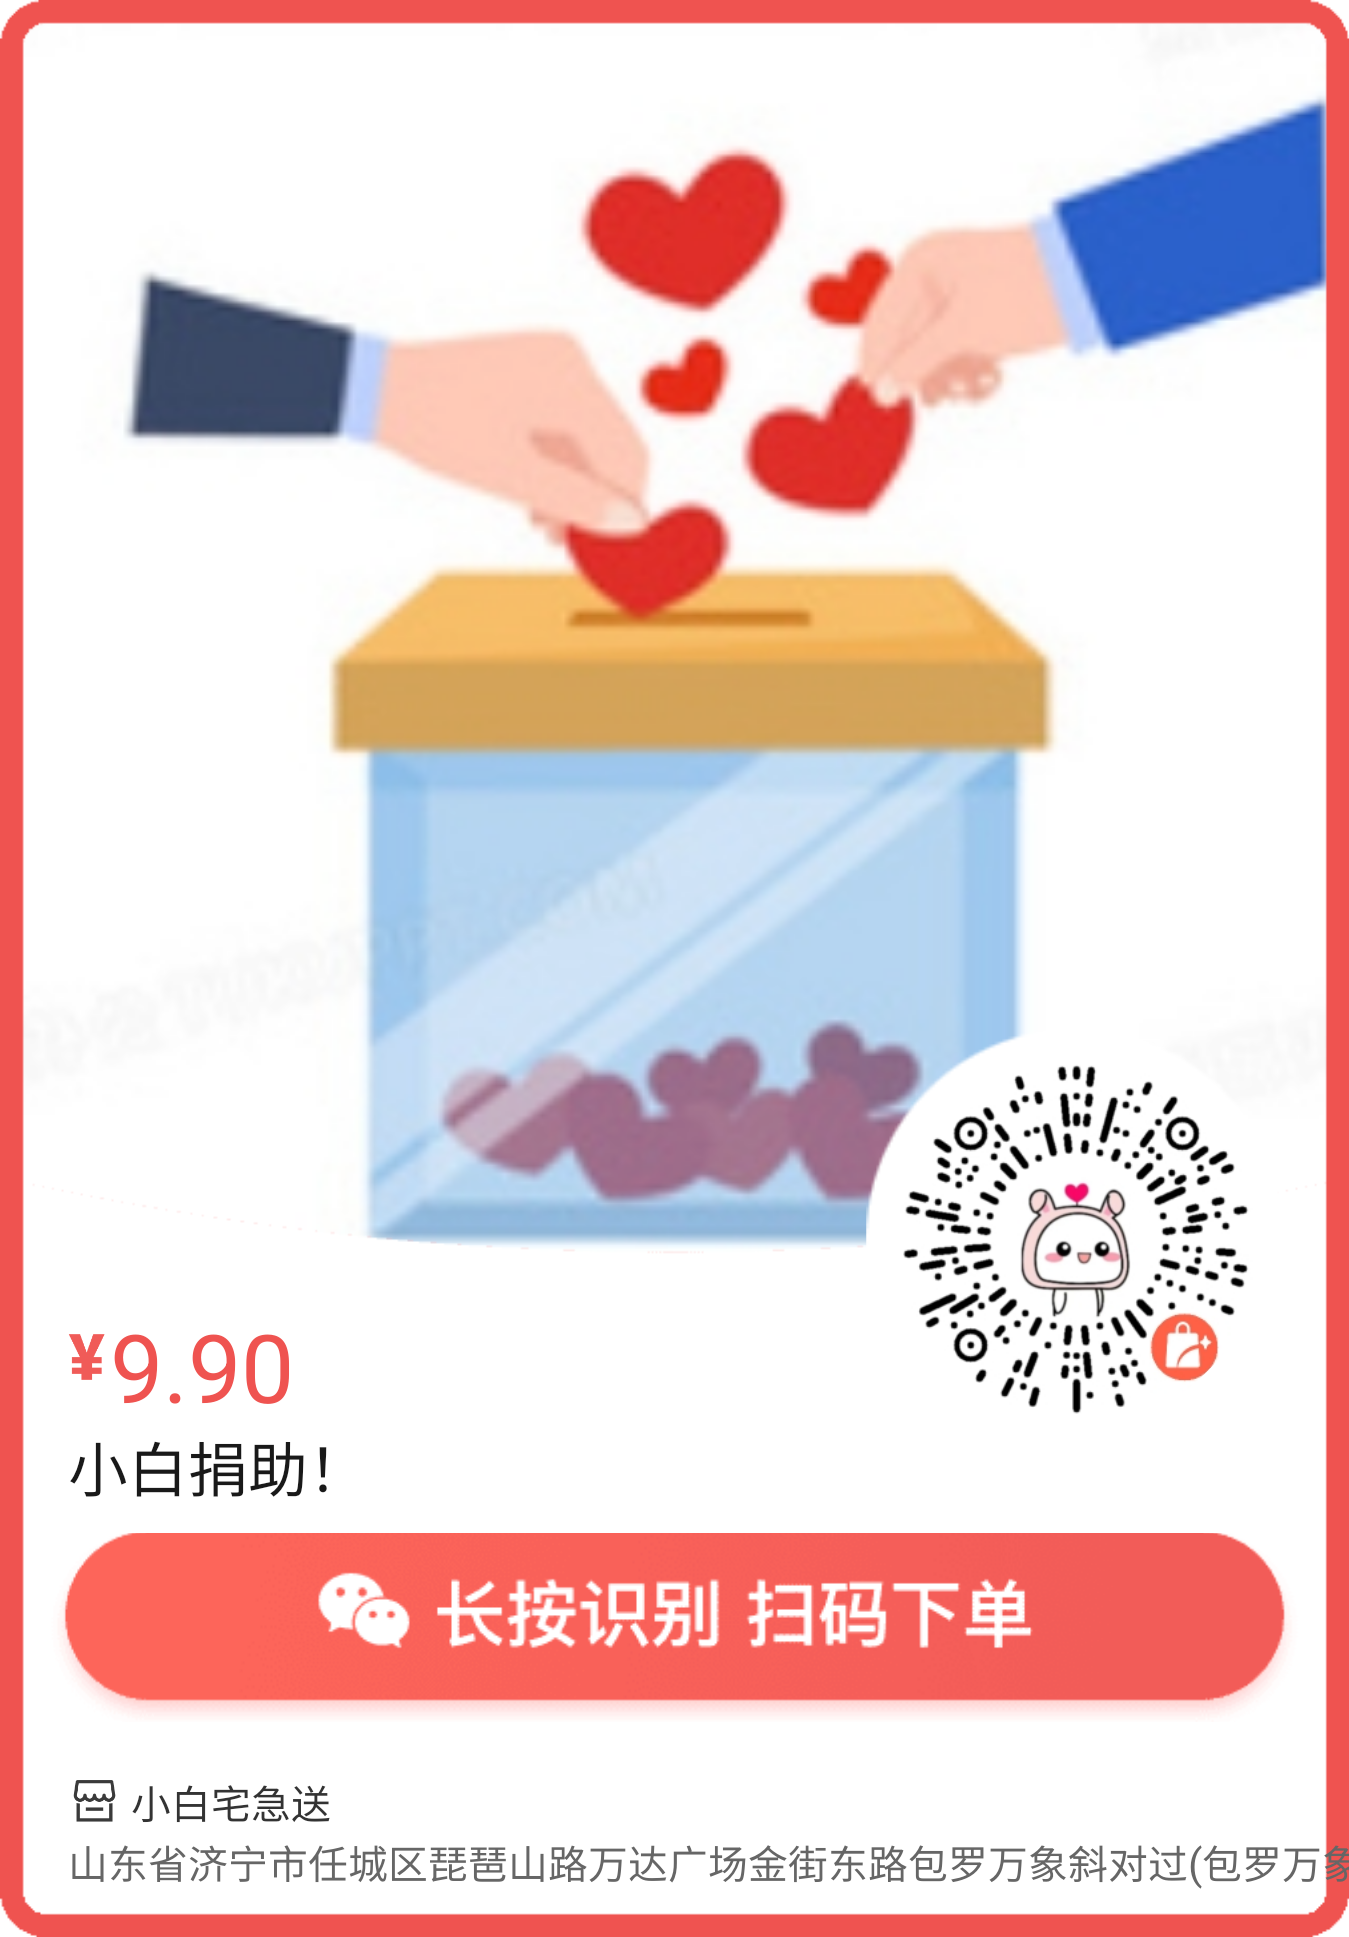 ¥9.90
小白捐助！
长按识别 扫码下单
小白宅急送
山东省济宁市任城区琵琶山路万达广场金街东路包罗万象斜对过(包罗万象